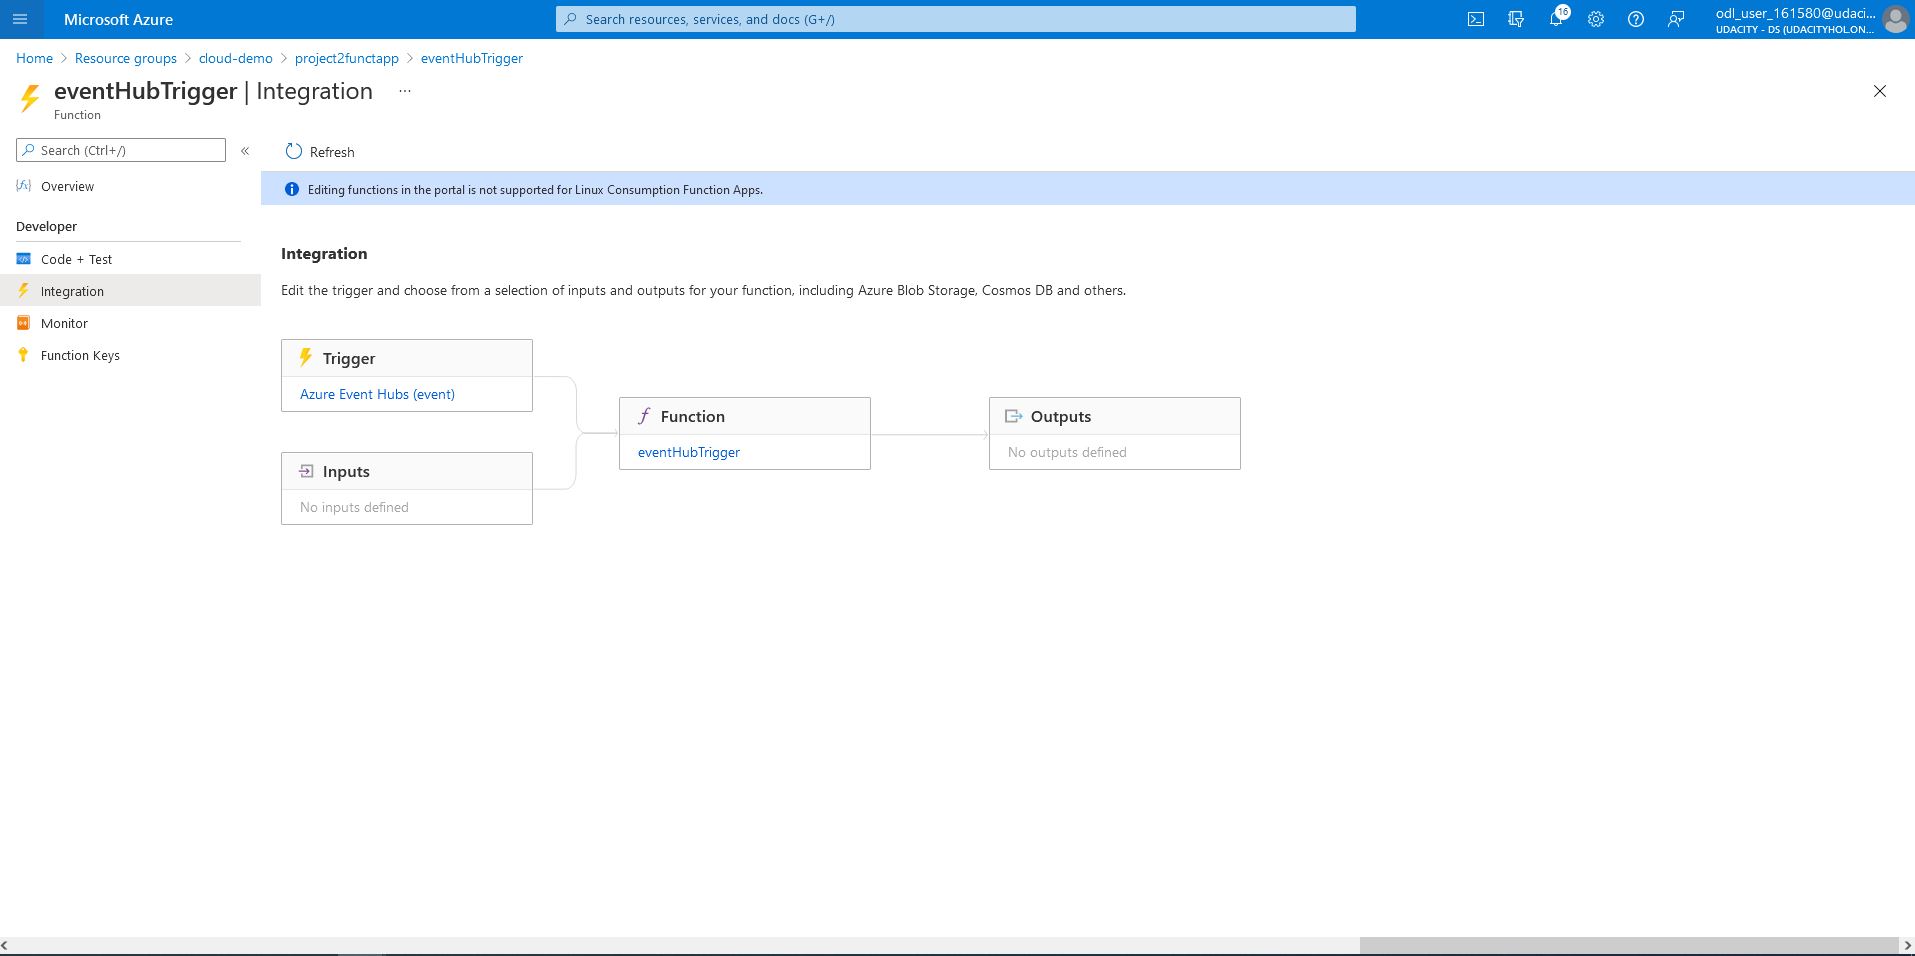 Microsoft Azure
Search resources, services, and docs (G+/)
16
odl_user_161580@udaci...
UDACITY - DS (UDACITYHOL.ON...
Home > Resource groups > cloud-demo > project2functapp > eventHubTrigger
eventHubTrigger | Integration ...
Function
Search (Ctrl+/)
«
Refresh
Overview
Editing functions in the portal is not supported for Linux Consumption Function Apps.
Developer
Code + Test
Integration
Monitor
Function Keys
Integration
Edit the trigger and choose from a selection of inputs and outputs for your function, including Azure Blob Storage, Cosmos DB and others.
Trigger
Azure Event Hubs (event)
Inputs
No inputs defined
Function
eventHubTrigger
Outputs
No outputs defined